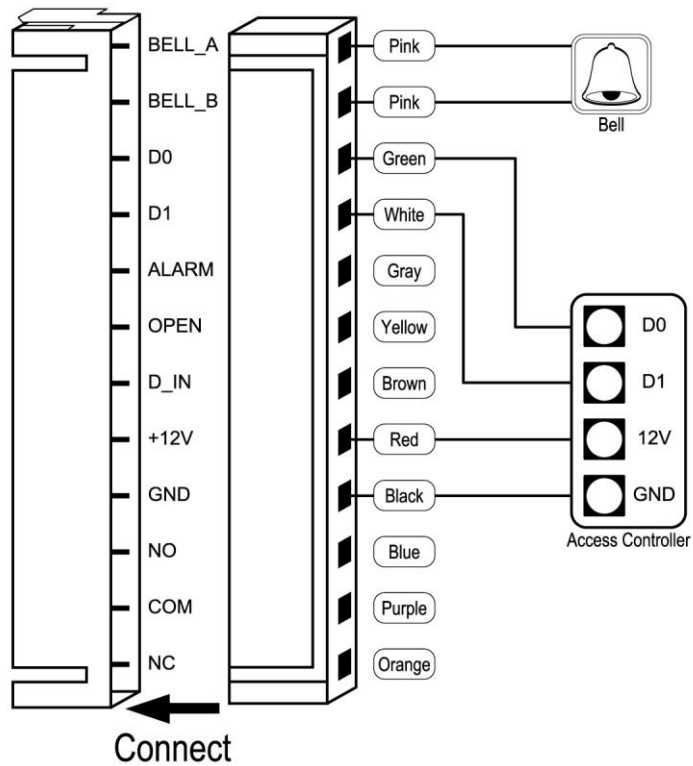 BELL_A Pink
BELL_B Pink
Bell
D0 Green
D1 White
ALARM Gray
OPEN Yellow D0
D_IN Brown D1
+12V Red 12V
GND Black GND
Access Controller
NO Blue
COM Purple
NC Orange
Connect